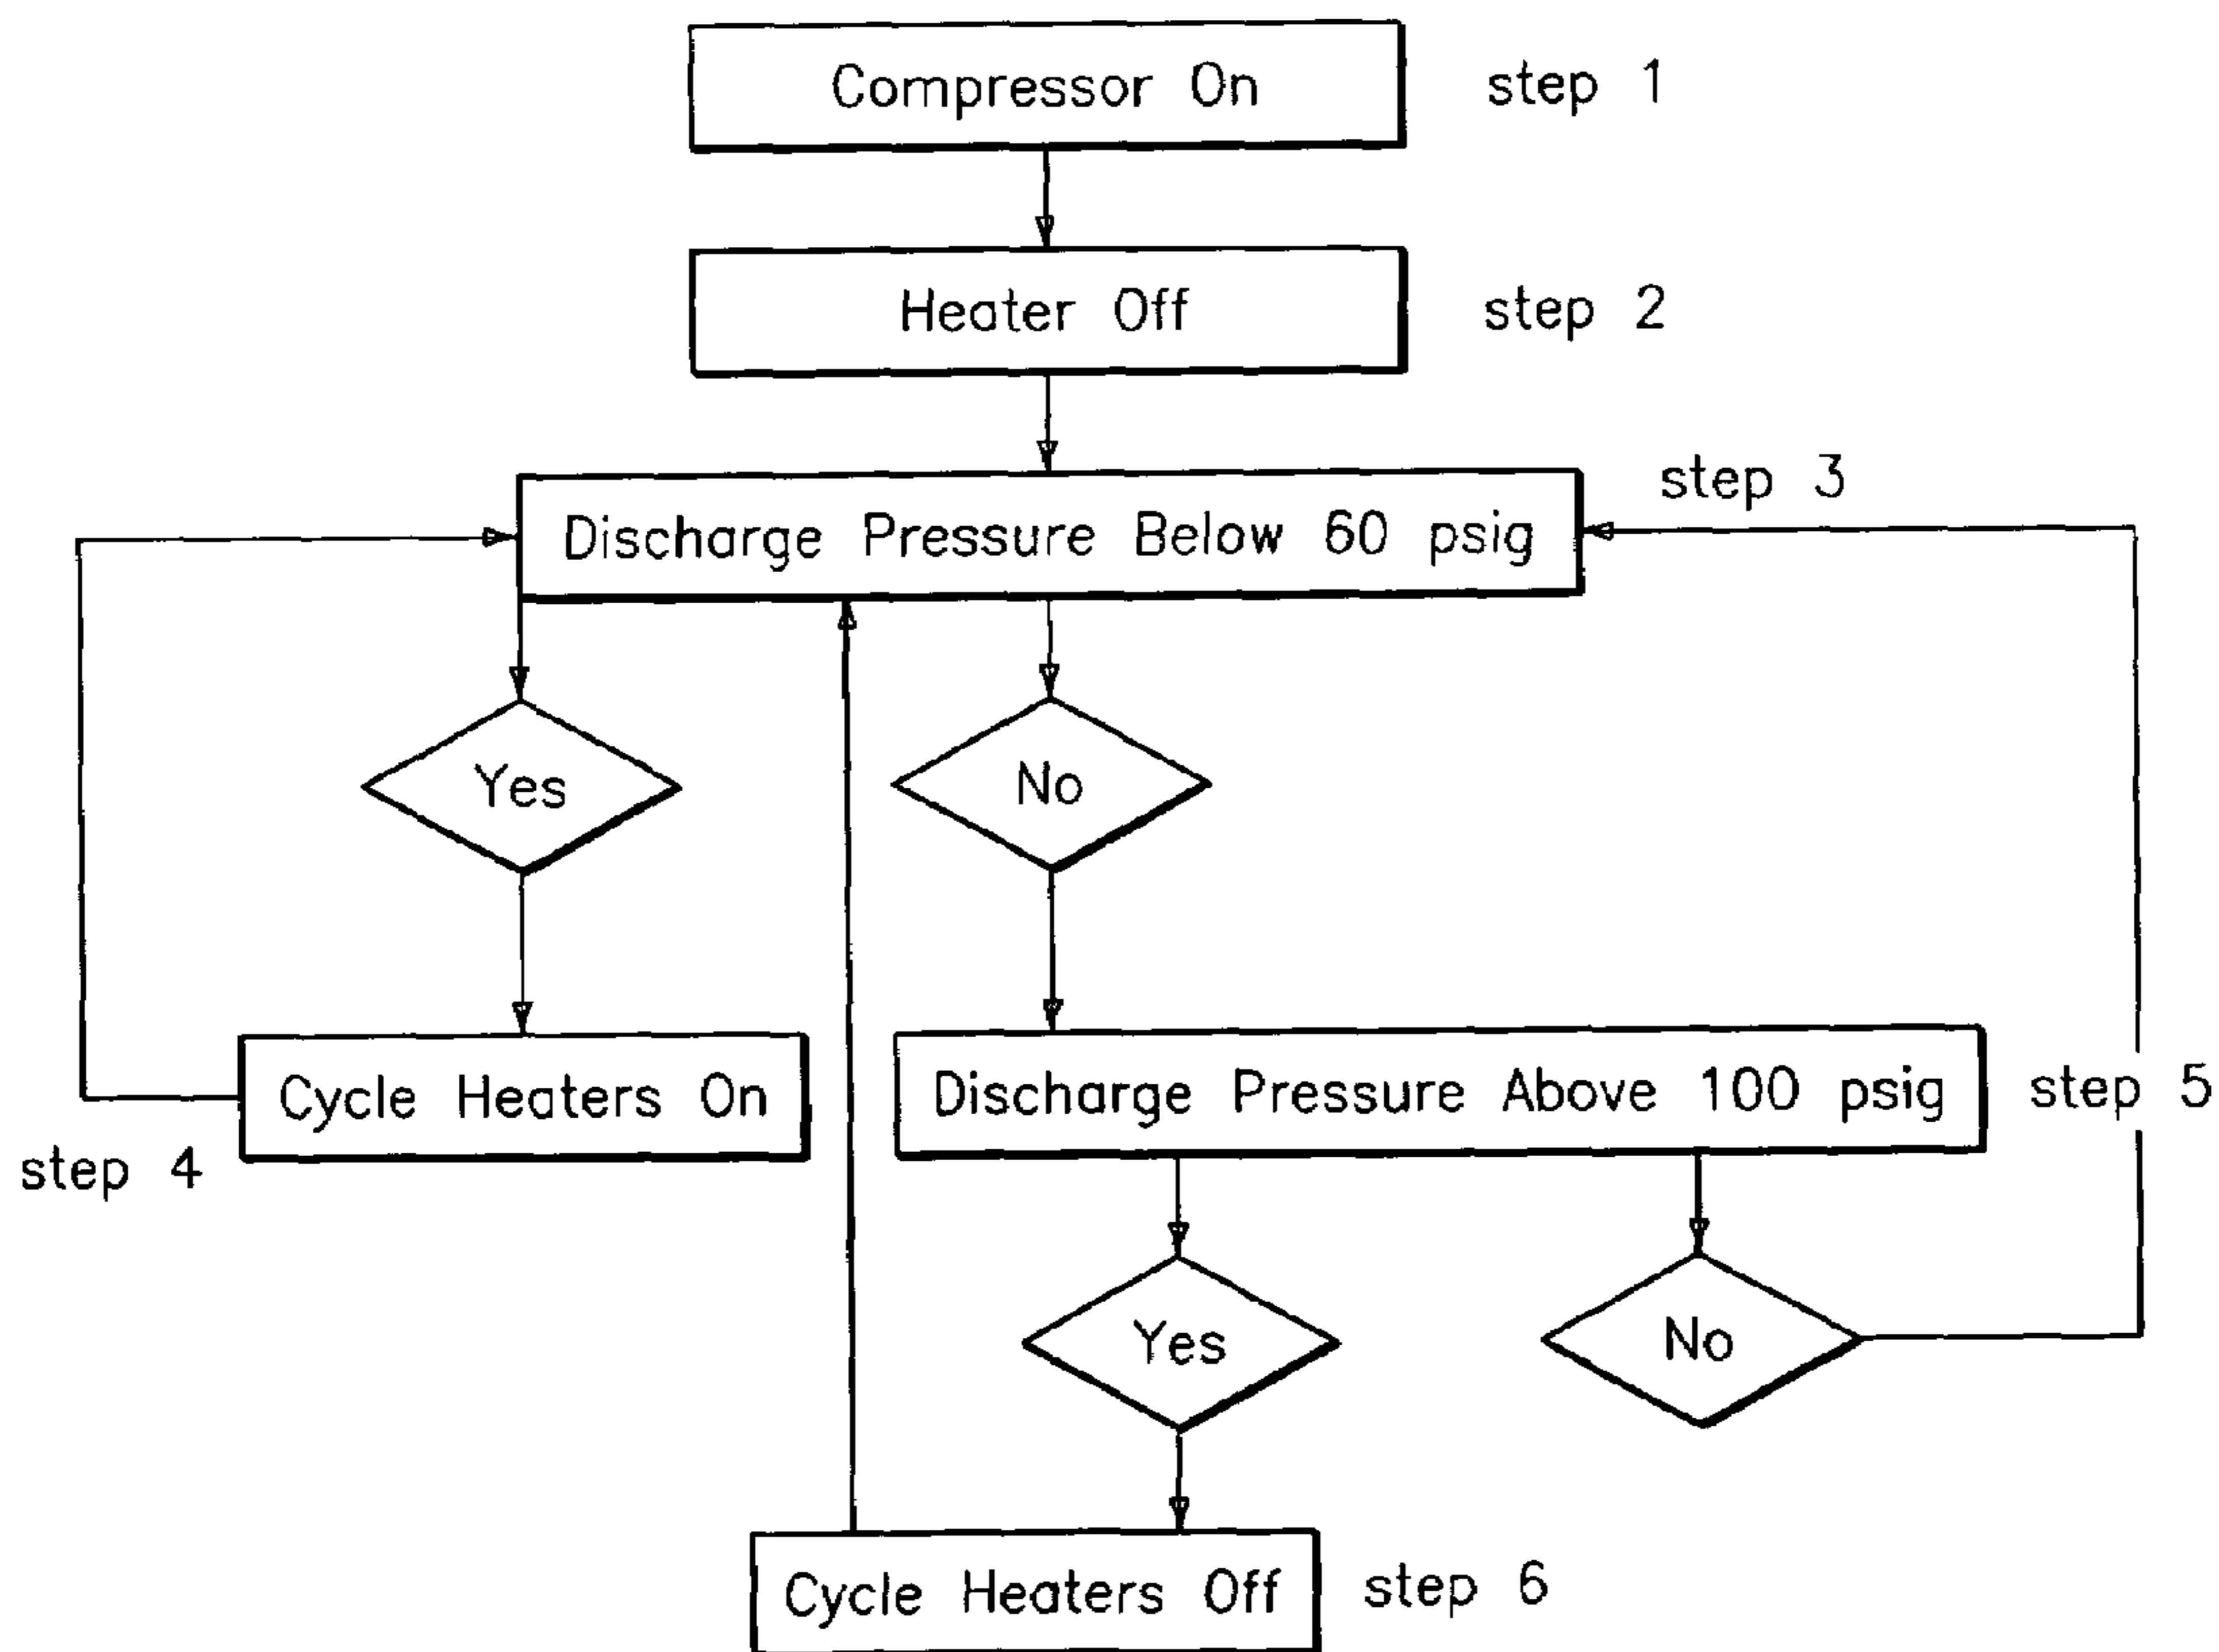 Compressor On
step 1
Heater Off
step 2
step 3
Discharge Pressure Below 60 psig
Yes
No
Cycle Heaters On
step 4
Discharge Pressure Above 100 psig
step 5
Yes
No
Cycle Heaters Off
step 6